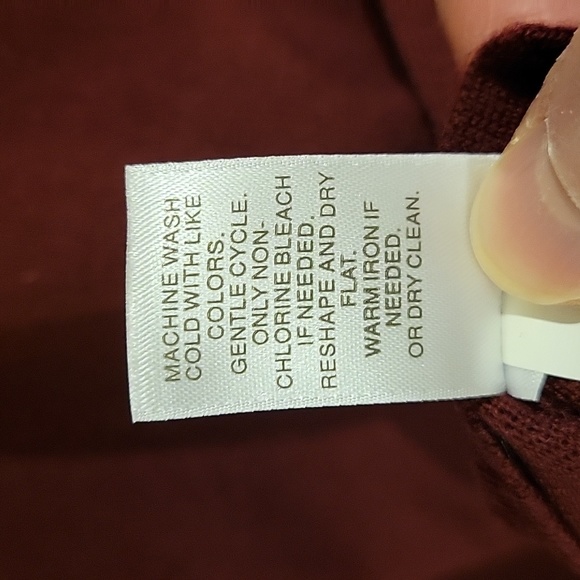 MACHINE WASH
COLD WITH LIKE
COLORS.
GENTLE CYCLE.
ONLY NON-
CHLORINE BLEACH
IF NEEDED.
RESHAPE AND DRY
FLAT.
WARM IRON IF
NEEDED.
OR DRY CLEAN.